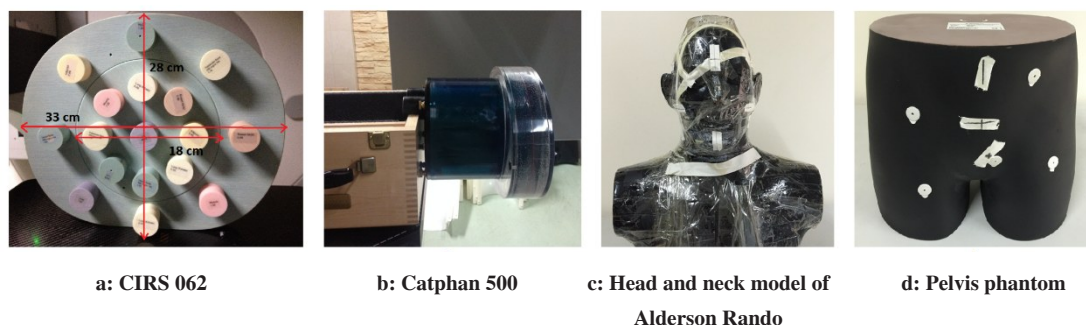 28 cm
33 cm
18 cm
a: CIRS 062
b: Catphan 500
c: Head and neck model of
Alderson Rando
d: Pelvis phantom